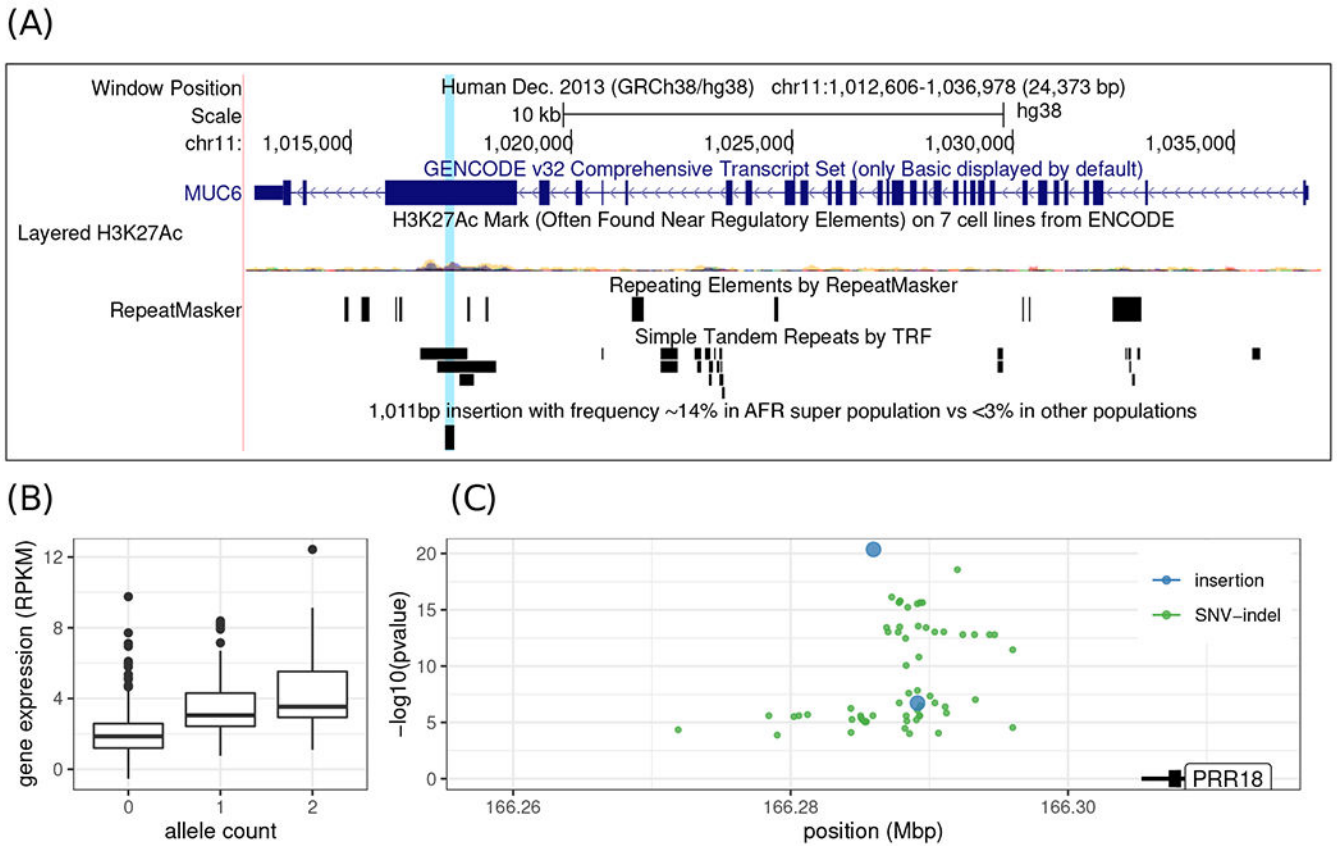 (A)
Window Position Human Dec. 2013 (GRCh38/hg38) chr11:1,012,606-1,036,978 (24,373 bp)
Scale 10 kb hg38
chr11: 1,015,000 1,020,000 1,025,000 1,030,000 1,035,000
GENCODE v32 Comprehensive Transcript Set (only Basic displayed by default)
MUC6
H3K27Ac Mark (Often Found Near Regulatory Elements) on 7 cell lines from ENCODE
Layered H3K27Ac
Repeating Elements by RepeatMasker
RepeatMasker
Simple Tandem Repeats by TRF
1,011bp insertion with frequency ~14% in AFR super population vs <3% in other populations
(B)
gene expression (RPKM)
12
8
4
0
0 1 2
allele count
(C)
−log10(pvalue)
20
15
10
5
0
insertion
SNV−indel
PRR18
166.26 166.28 166.30
position (Mbp)